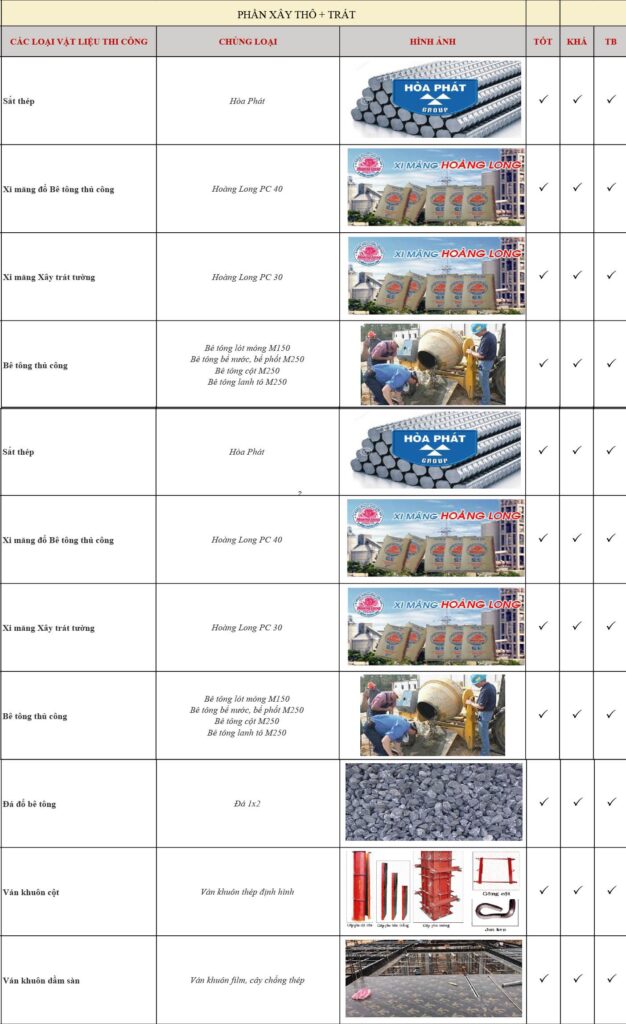 PHẦN XÂY THÔ + TRÁT
CÁC LOẠI VẬT LIỆU THI CÔNG CHỦNG LOẠI HÌNH ẢNH TỐT KHÁ TB
Sắt thép Hòa Phát HÒA PHÁT ✓ ✓ ✓
GROUP
Xi măng đổ Bê tông thủ công Hoàng Long PC 40 XI MĂNG HOÀNG LONG ✓ ✓ ✓
Xi măng Xây trát tường Hoàng Long PC 30 XI MĂNG HOÀNG LONG ✓ ✓ ✓
Bê tông lót móng M150
Bê tông bể nước, bể phốt M250
Bê tông thủ công Bê tông cột M250 ✓ ✓ ✓
Bê tông lanh tô M250
Sắt thép Hòa Phát HÒA PHÁT ✓ ✓ ✓
GROUP
?
Xi măng đổ Bê tông thủ công Hoàng Long PC 40 XI MĂNG HOÀNG LONG ✓ ✓ ✓
Xi măng Xây trát tường Hoàng Long PC 30 XI MĂNG HOÀNG LONG ✓ ✓ ✓
Bê tông lót móng M150
Bê tông bể nước, bể phốt M250
Bê tông thủ công Bê tông cột M250 ✓ ✓ ✓
Bê tông lanh tô M250
Đá đổ bê tông Đá 1x2 ✓ ✓ ✓
Ván khuôn cột Ván khuôn thép định hình ✓ ✓ ✓
Gông cột
Ván khuôn dầm sàn Ván khuôn film, cây chống thép ✓ ✓ ✓